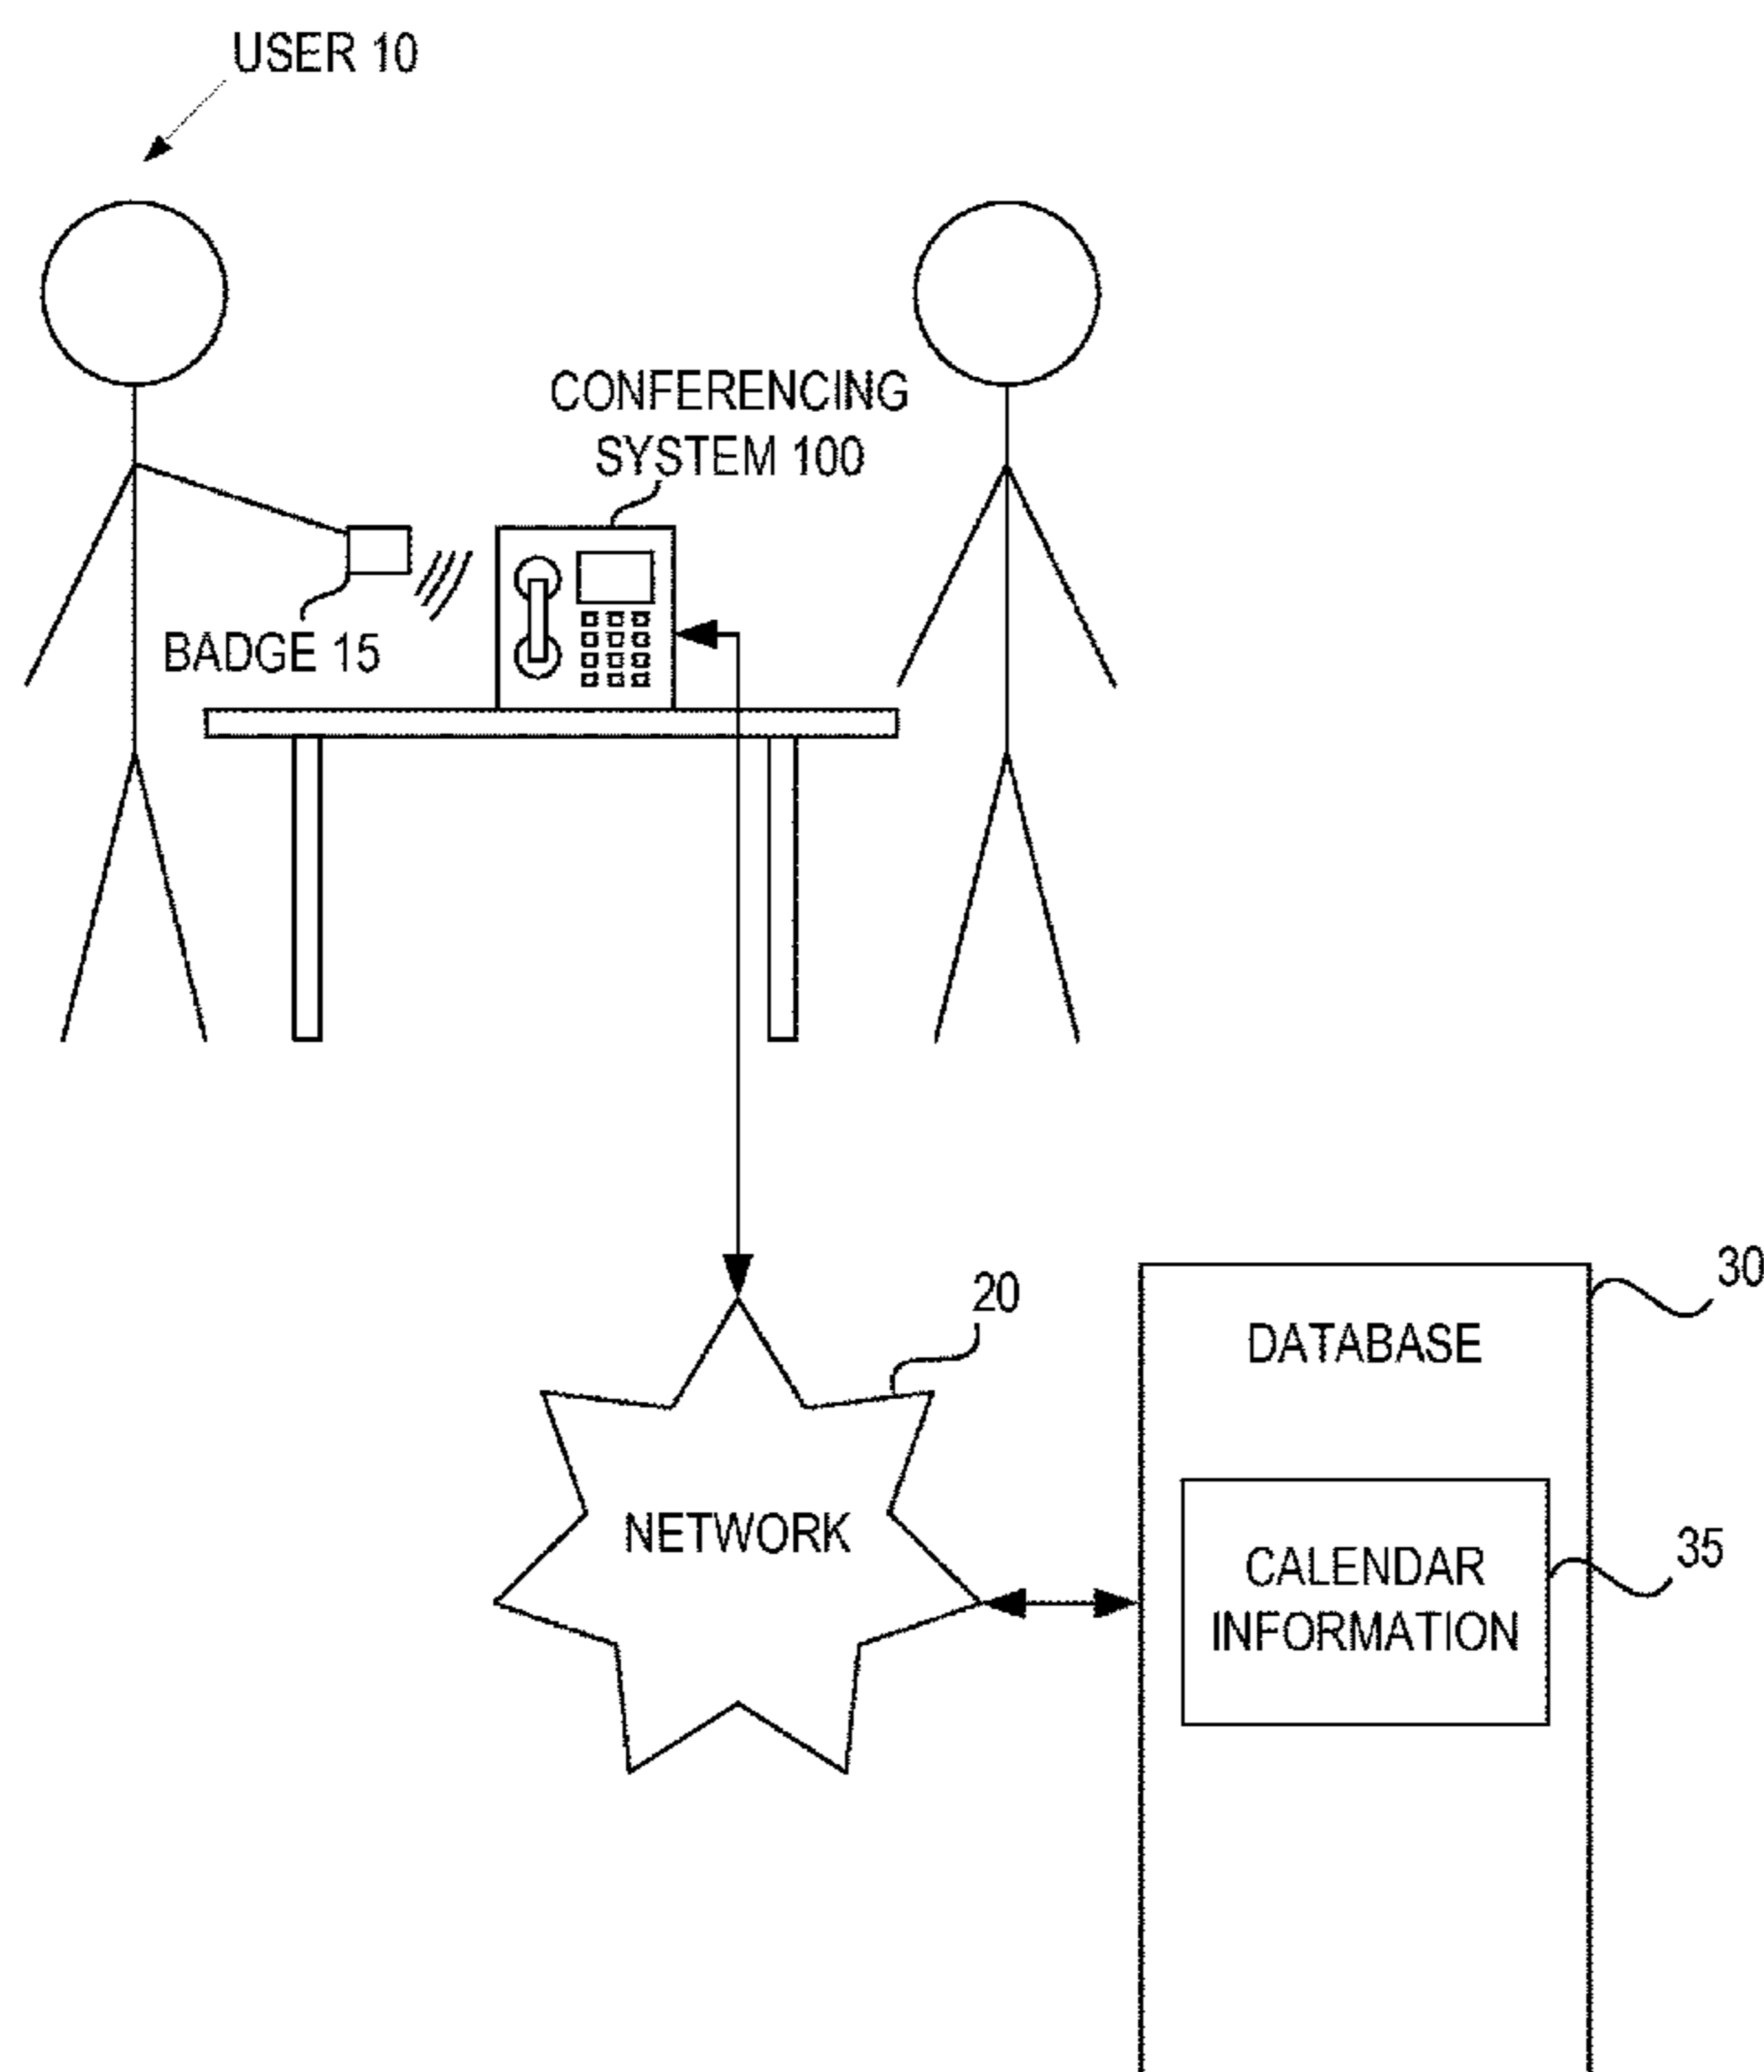 USER 10
CONFERENCING
SYSTEM 100
BADGE 15
20
30
DATABASE
NETWORK
35
CALENDAR
INFORMATION